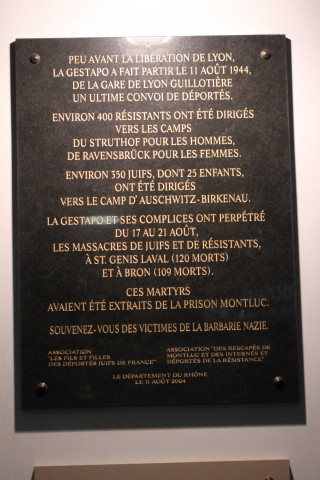 PEU AVANT LA LIBÉRATION DE LYON,
LA GESTAPO A FAIT PARTIR LE 11 AOÛT 1944,
DE LA GARE DE LYON GUILLOTIÈRE
UN ULTIME CONVOI DE DÉPORTÉS.
ENVIRON 400 RÉSISTANTS ONT ÉTÉ DIRIGÉS
VERS LES CAMPS
DU STRUTHOF POUR LES HOMMES,
DE RAVENSBRÜCK POUR LES FEMMES.
ENVIRON 350 JUIFS, DONT 25 ENFANTS,
ONT ÉTÉ DIRIGÉS
VERS LE CAMP D'AUSCHWITZ-BIRKENAU.
LA GESTAPO ET SES COMPLICES ONT PERPÉTRÉ
DU 17 AU 21 AOÛT,
LES MASSACRES DE JUIFS ET DE RÉSISTANTS,
À ST. GENIS LAVAL (120 MORTS)
ET À BRON (109 MORTS).
CES MARTYRS
AVAIENT ÉTÉ EXTRAITS DE LA PRISON MONTLUC.
SOUVENEZ-VOUS DES VICTIMES DE LA BARBARIE NAZIE.
ASSOCIATION
"LES FILS ET FILLES
DES DÉPORTÉS JUIFS DE FRANCE"
ASSOCIATION "DES RESCAPÉS DE
MONTLUC ET DES INTERNÉS ET
DÉPORTÉS DE LA RÉSISTANCE"
LE DÉPARTEMENT DU RHÔNE
LE 11 AOÛT 2004